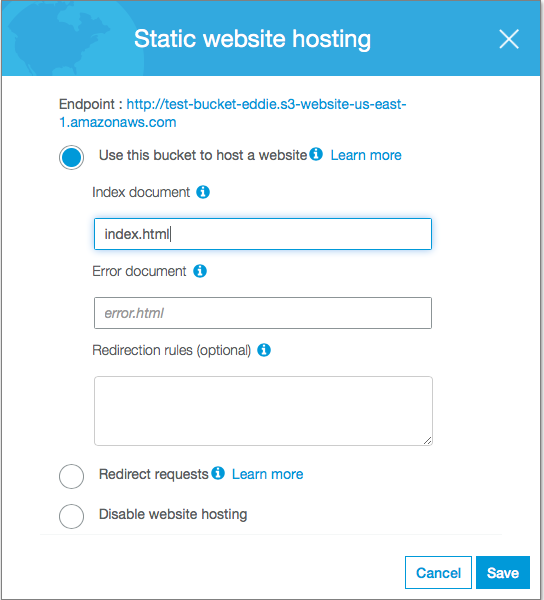 Static website hosting
Endpoint : http://test-bucket-eddie.s3-website-us-east-
1.amazonaws.com
Use this bucket to host a website Learn more
Index document
index.html
Error document
error.html
Redirection rules (optional)
Redirect requests Learn more
Disable website hosting
Cancel Save